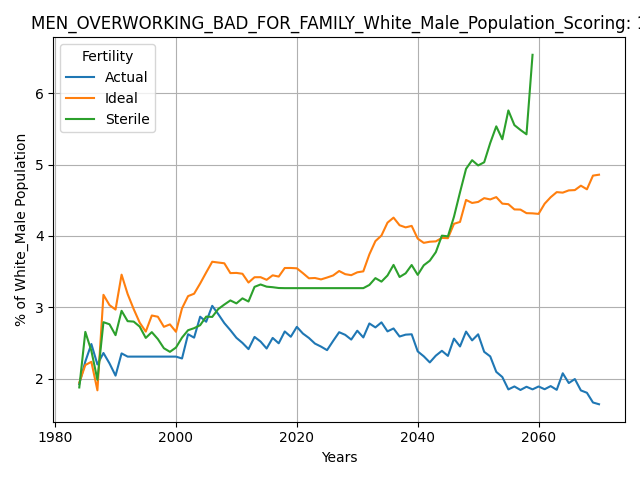 MEN_OVERWORKING_BAD_FOR_FAMILY_White_Male_Population_Scoring:
Fertility
Actual
Ideal
Sterile
% of White_Male Population
6
5
4
3
2
1980
2000
2020
2040
2060
Years